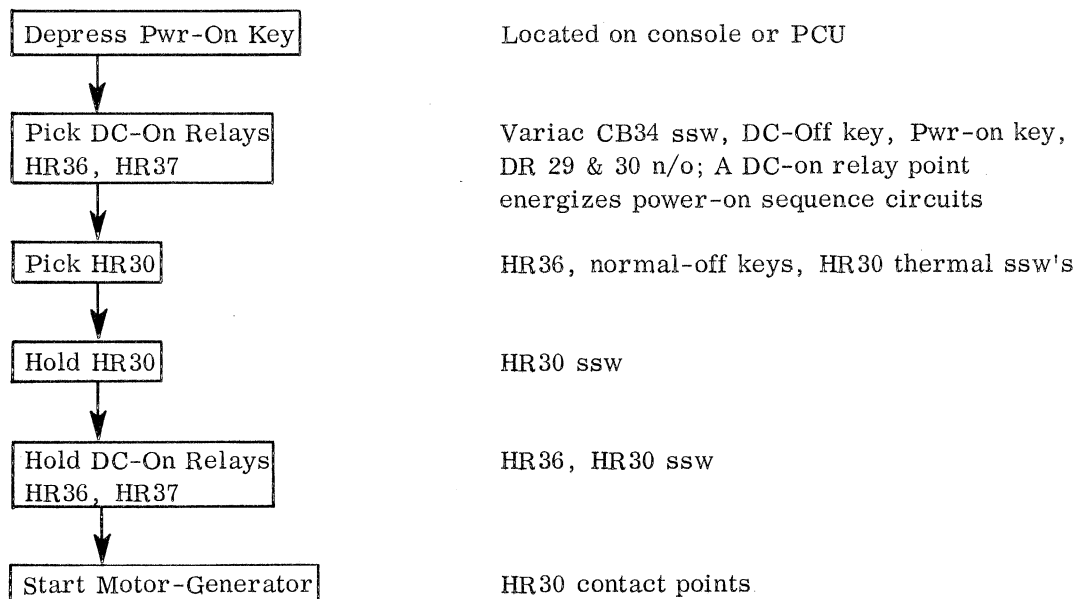 Depress Pwr-On Key
Located on console or PCU
Pick DC-On Relays
HR36, HR37
Variac CB34 ssw, DC-Off key, Pwr-on key,
DR 29 & 30 n/o; A DC-on relay point
energizes power-on sequence circuits
Pick HR30
HR36, normal-off keys, HR30 thermal ssw's
Hold HR30
HR30 ssw
Hold DC-On Relays
HR36, HR37
HR36, HR30 ssw
Start Motor-Generator
HR30 contact points